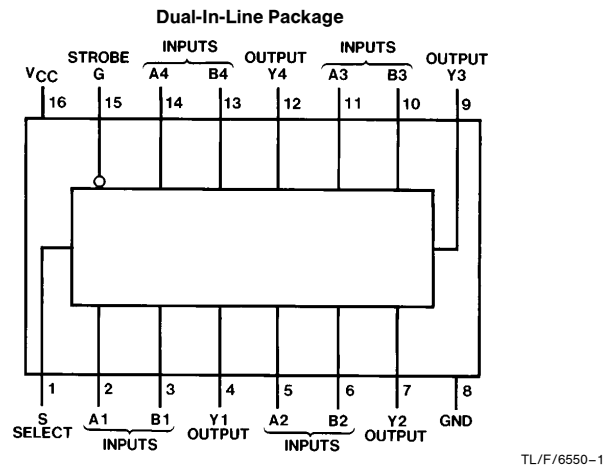 Dual-In-Line Package
INPUTS INPUTS
STROBE OUTPUT OUTPUT
VCC G A4 B4 Y4 A3 B3 Y3
16 15 14 13 12 11 10 9
1 2 3 4 5 6 7 8
S A1 B1 Y1 A2 B2 Y2 GND
SELECT INPUTS OUTPUT INPUTS OUTPUT
TL/F/6550–1